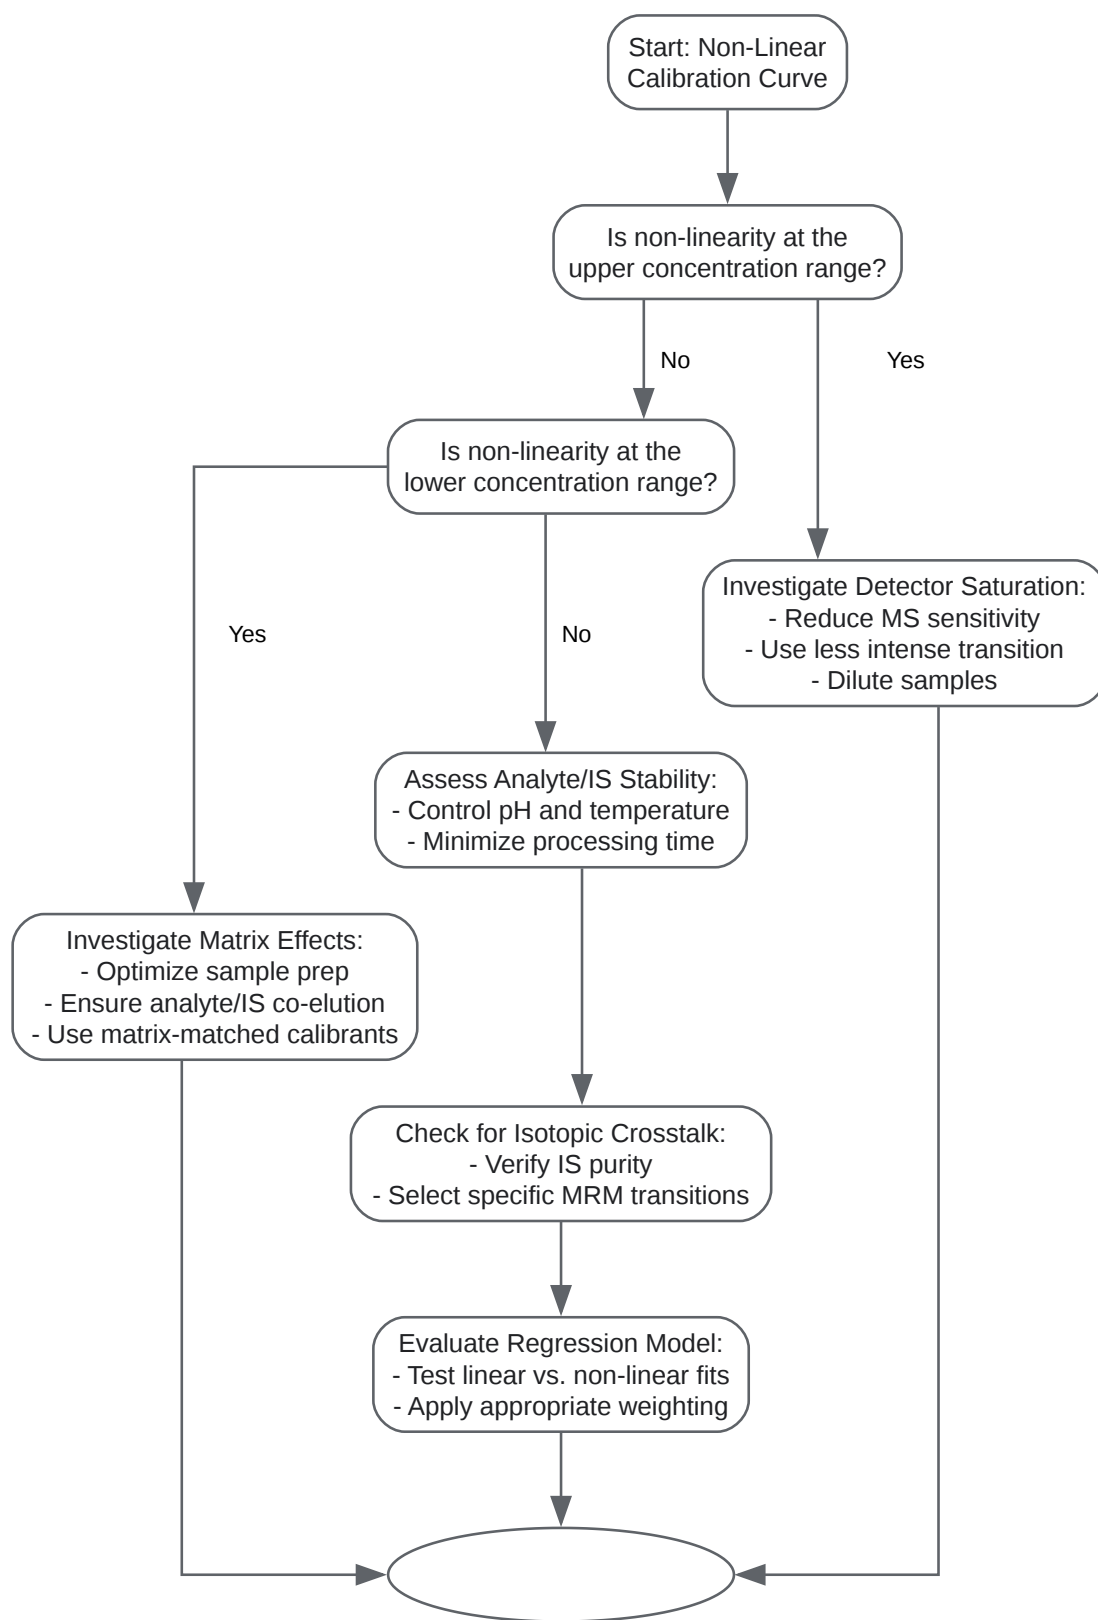 Start: Non-Linear
Calibration Curve
Is non-linearity at the
upper concentration range?
No
Yes
Is non-linearity at the
lower concentration range?
Investigate Detector Saturation:
- Reduce MS sensitivity
- Use less intense transition
- Dilute samples
Yes
No
Assess Analyte/IS Stability:
- Control pH and temperature
- Minimize processing time
Investigate Matrix Effects:
- Optimize sample prep
- Ensure analyte/IS co-elution
- Use matrix-matched calibrants
Check for Isotopic Crosstalk:
- Verify IS purity
- Select specific MRM transitions
Evaluate Regression Model:
- Test linear vs. non-linear fits
- Apply appropriate weighting